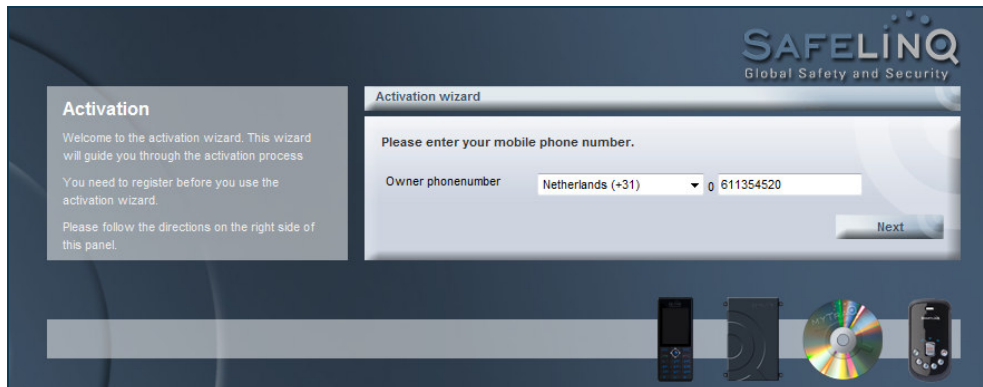 SAFELINQ
Global Safety and Security
Activation
Welcome to the activation wizard. This wizard
will guide you through the activation process
You need to register before you use the
activation wizard.
Please follow the directions on the right side of
this panel.
Activation wizard
Please enter your mobile phone number.
Owner phonenumber
Netherlands (+31) 0 611354520
Next
MYTRAC